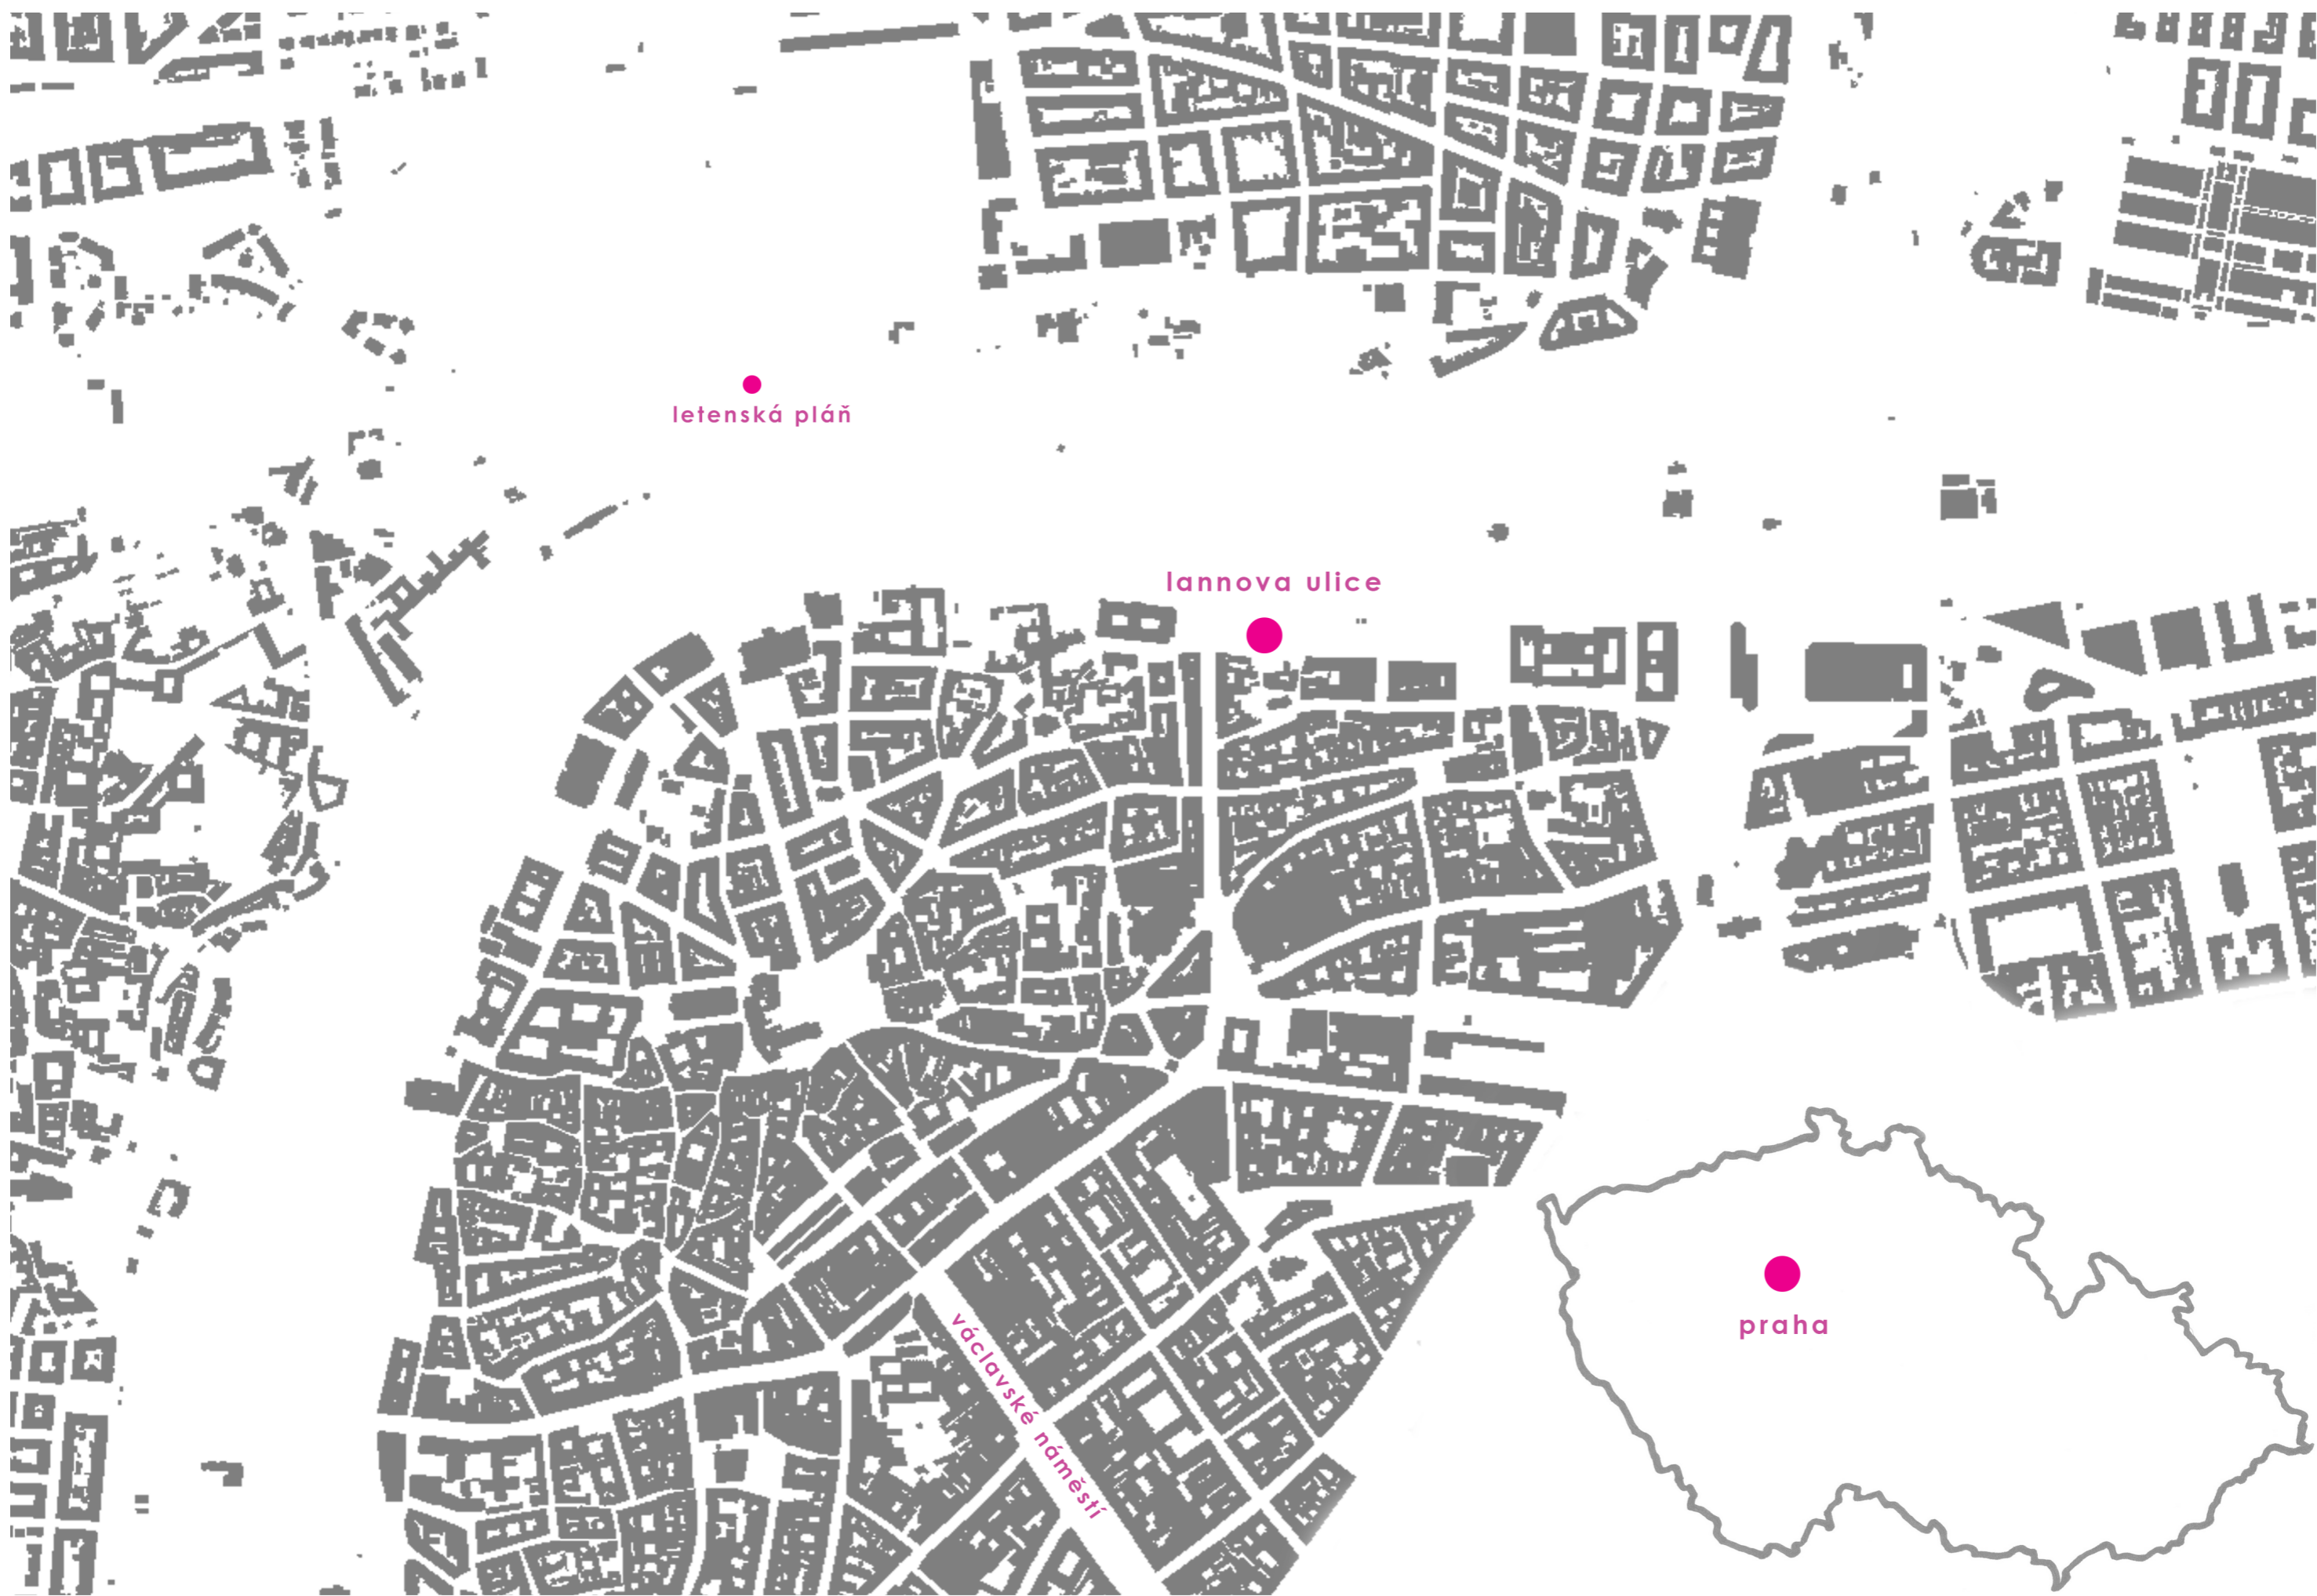 letenská pláň
lannova ulice
václavské náměstí
praha